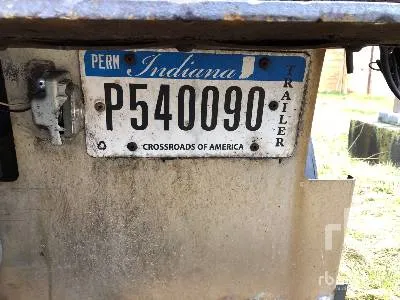 PERM Indiana
P540090
TRAILER
CROSSROADS OF AMERICA